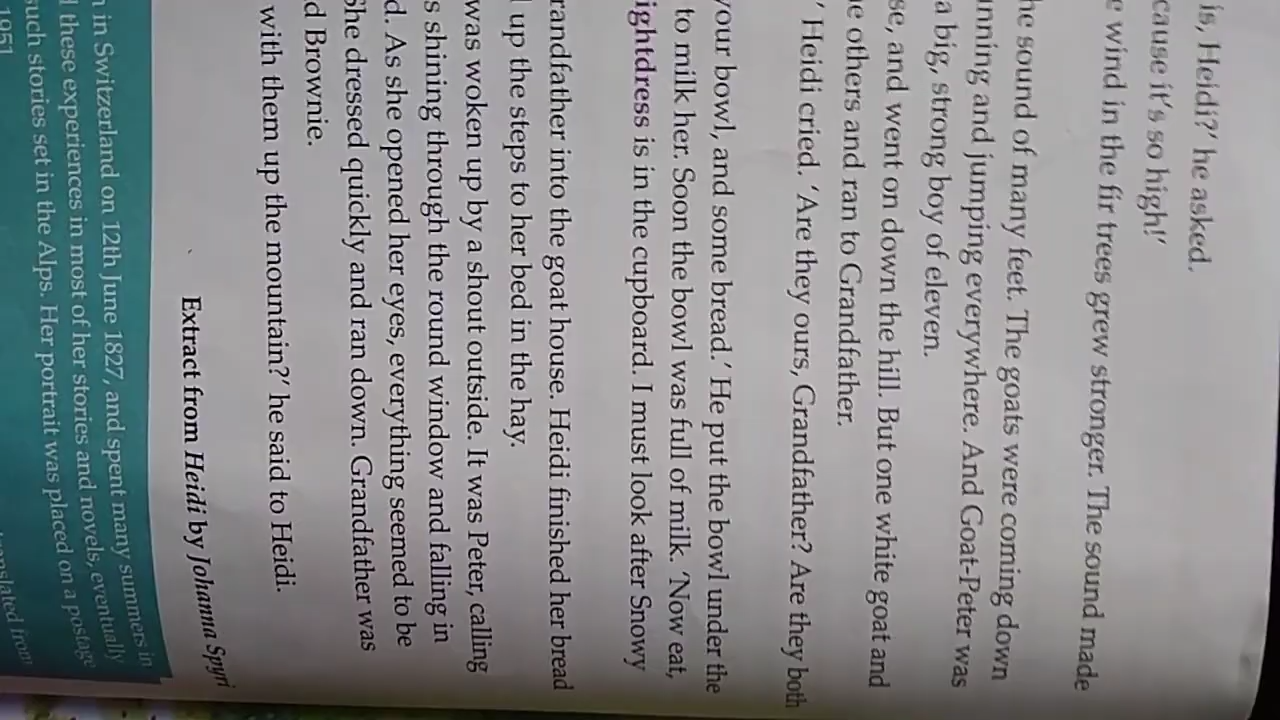 is, Heidi?' he asked.
cause it's so high!'
e wind in the fir trees grew stronger. The sound made
he sound of many feet. The goats were coming down
nning and jumping everywhere. And Goat-Peter was
a big, strong boy of eleven.
se, and went on down the hill. But one white goat and
e others and ran to Grandfather.
' Heidi cried. 'Are they ours, Grandfather? Are they both
your bowl, and some bread.' He put the bowl under the
to milk her. Soon the bowl was full of milk. 'Now eat,
ightdress is in the cupboard. I must look after Snowy
randfather into the goat house. Heidi finished her bread
up the steps to her bed in the hay.
was woken up by a shout outside. It was Peter, calling
s shining through the round window and falling in
d. As she opened her eyes, everything seemed to be
She dressed quickly and ran down. Grandfather was
d Brownie.
with them up the mountain?' he said to Heidi.
Extract from Heidi by Johanna Spyri
n in Switzerland on 12th June 1827, and spent many summers in
d these experiences in most of her stories and novels, eventually
such stories set in the Alps. Her portrait was placed on a postage
1951